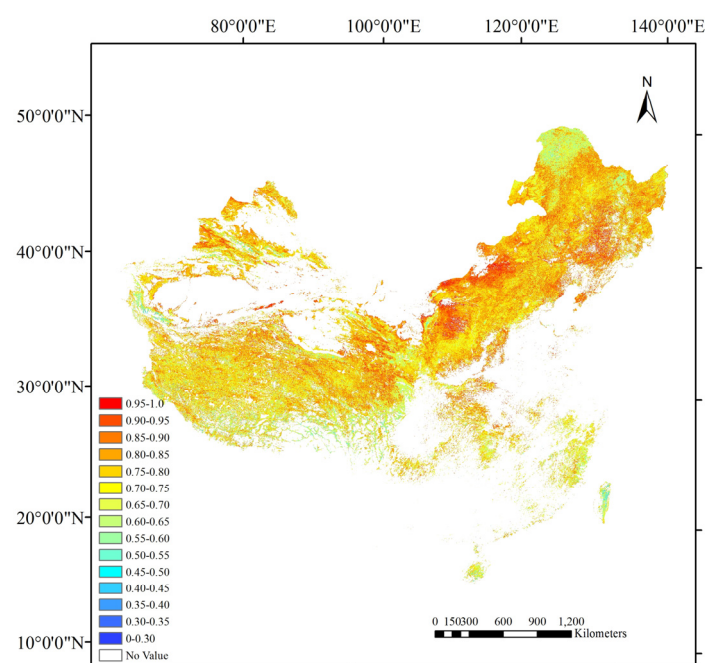 80°0'0"E 100°0'0"E 120°0'0"E 140°0'0"E
N
50°0'0"N
40°0'0"N
30°0'0"N
0.95-1.0
0.90-0.95
0.85-0.90
0.80-0.85
0.75-0.80
0.70-0.75
0.65-0.70
0.60-0.65
0.55-0.60
0.50-0.55
0.45-0.50
0.40-0.45
0.35-0.40
0.30-0.35
0-0.30
No Value
20°0'0"N
10°0'0"N
0 150300 600 900 1,200
Kilometers